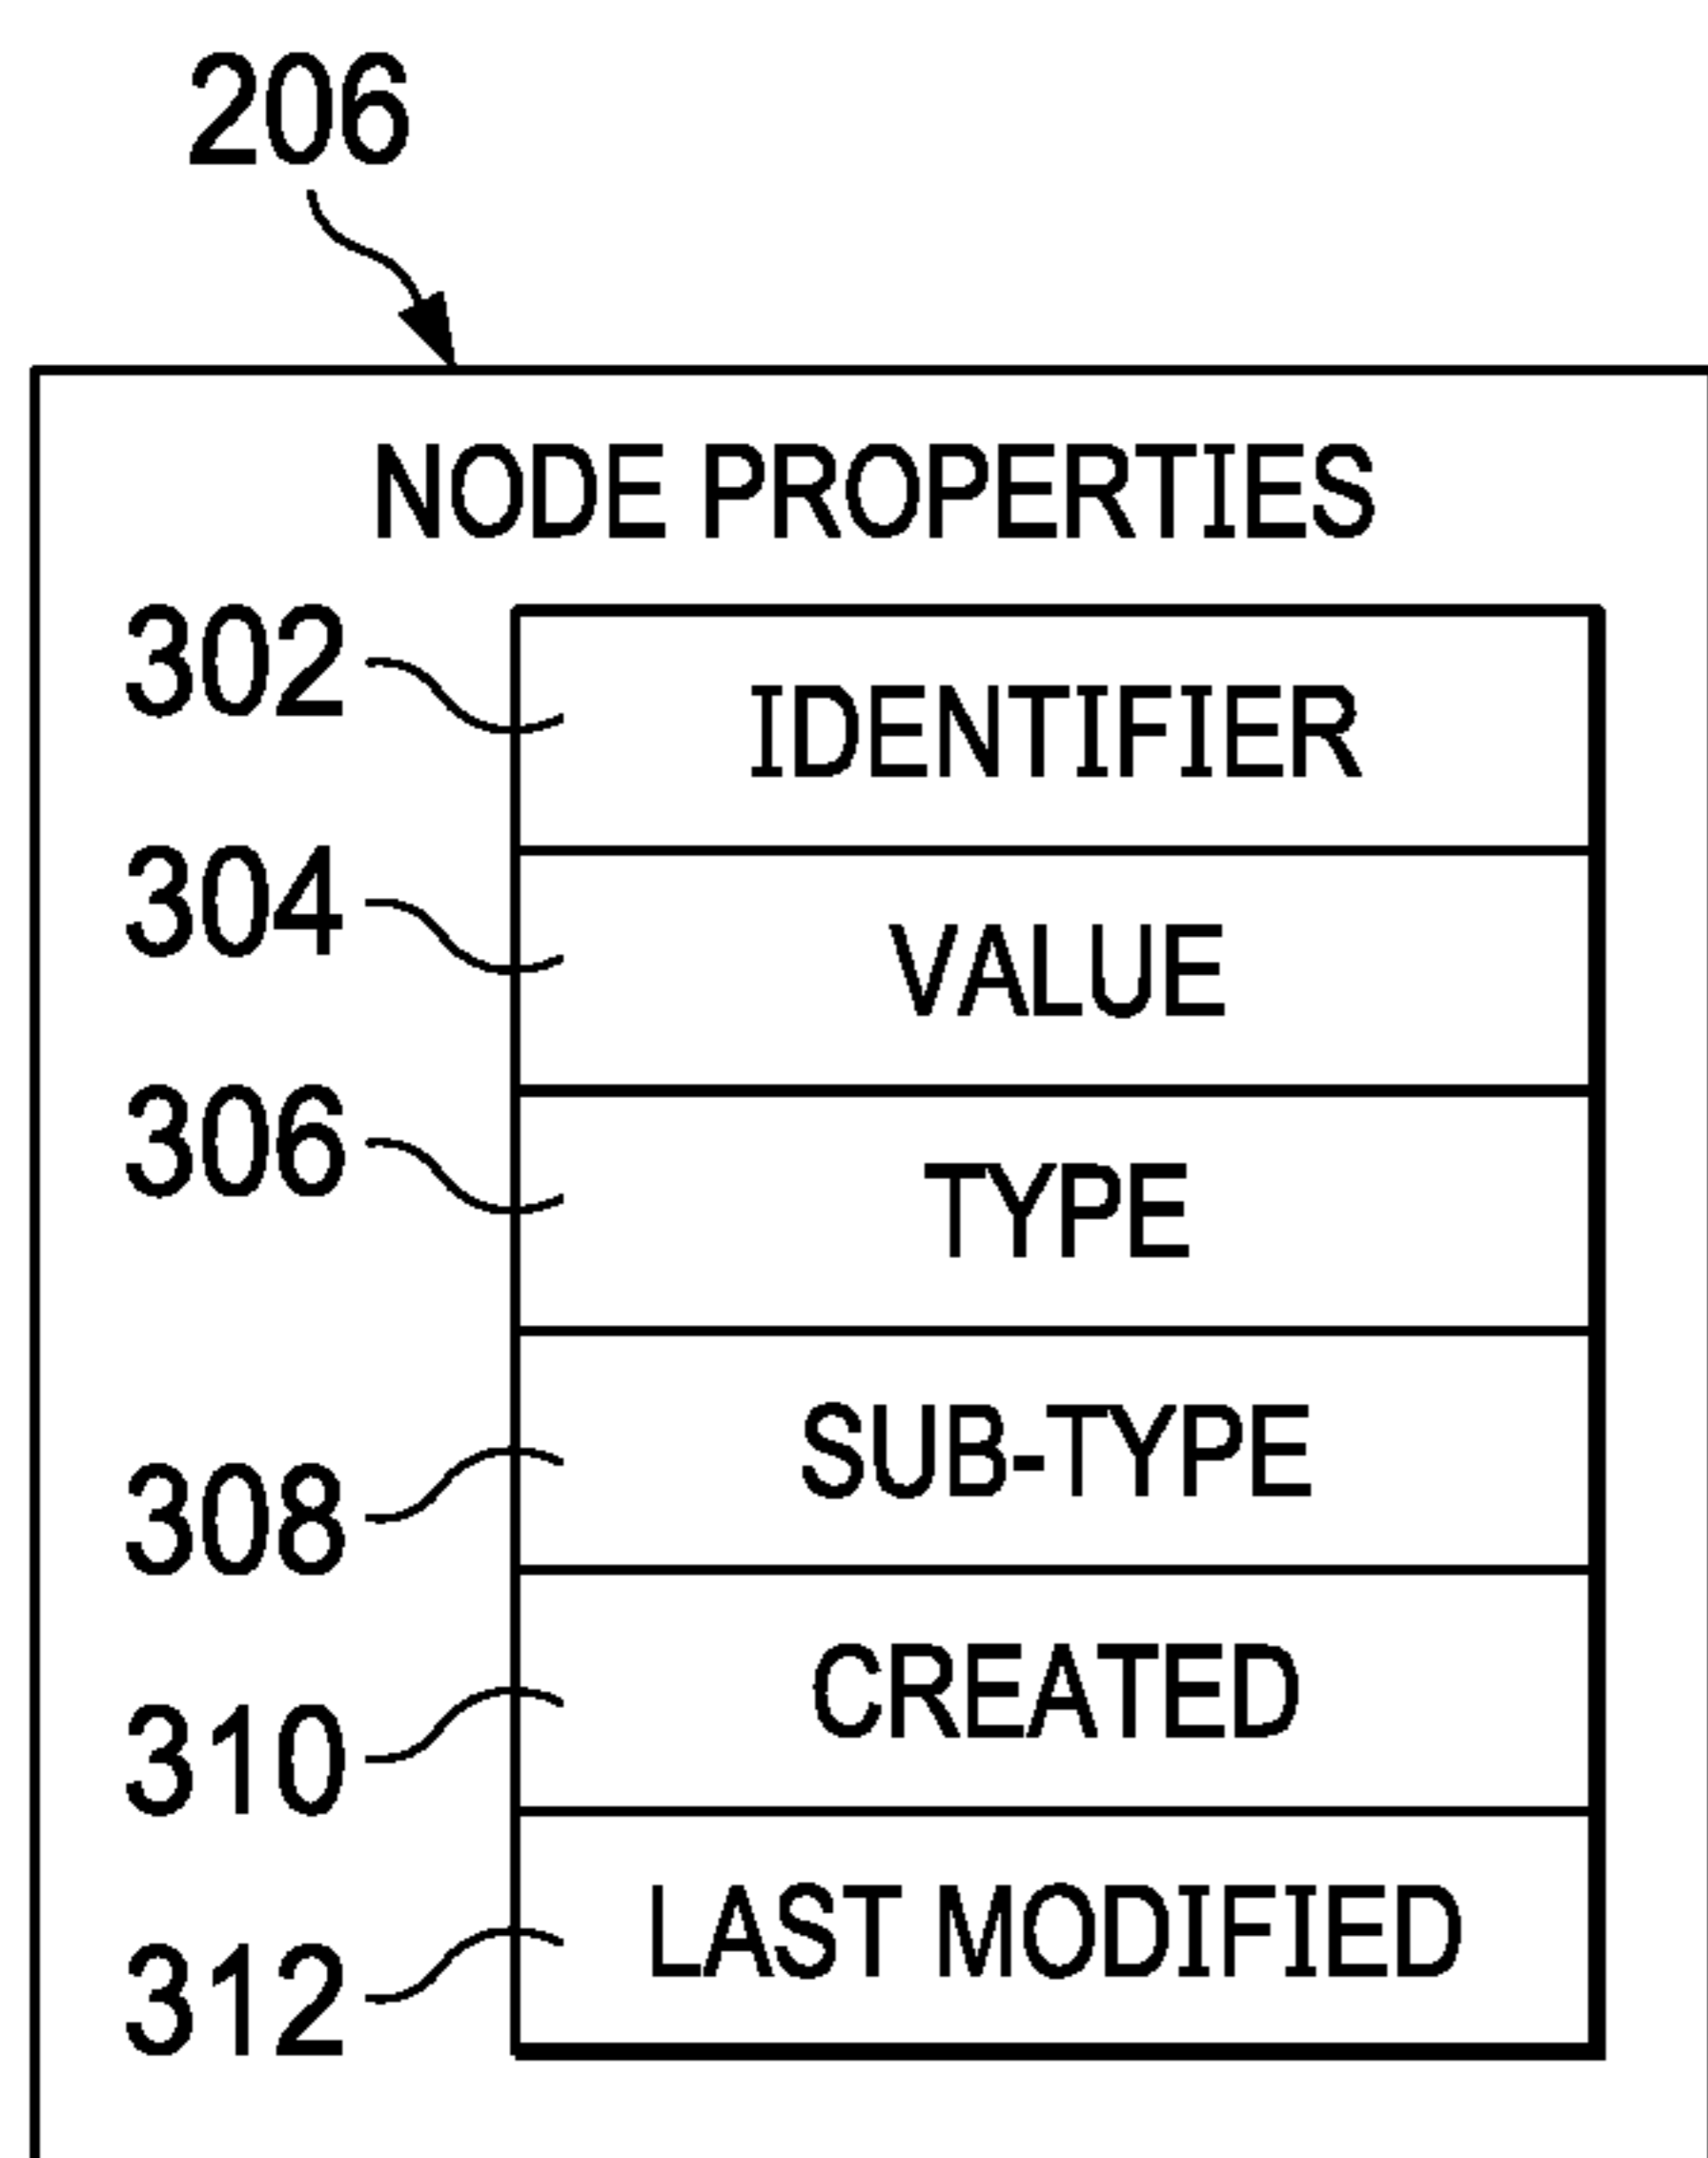 206
NODE PROPERTIES
302 IDENTIFIER
304 VALUE
306 TYPE
308 SUB-TYPE
310 CREATED
312 LAST MODIFIED